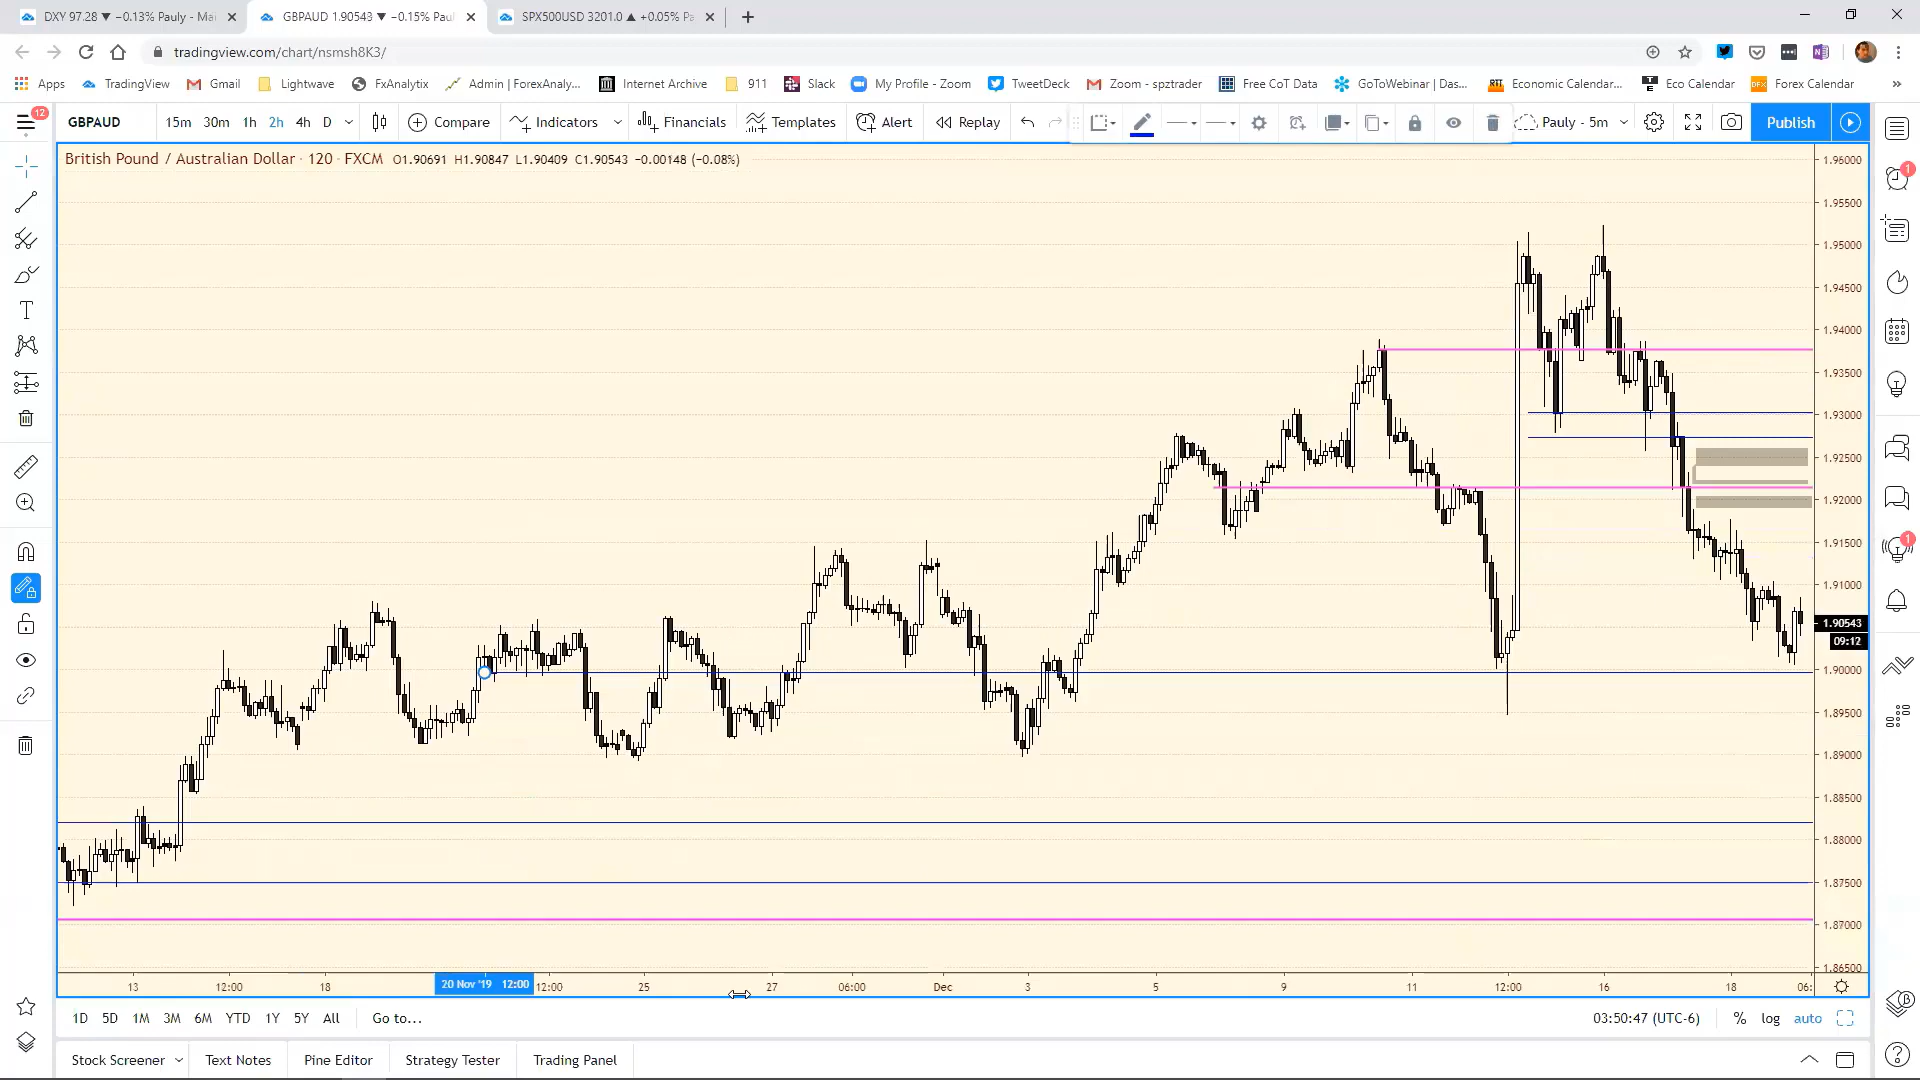 DXY 97.28 ▼ −0.13% Pauly - Mai
GBPAUD 1.90543 ▼ −0.15% Paul
SPX500USD 3201.0 ▲ +0.05% Pa
tradingview.com/chart/nsmsh8K3/
Apps TradingView Gmail Lightwave FxAnalytix Admin | ForexAnaly... Internet Archive 911 Slack My Profile - Zoom TweetDeck Zoom - spztrader Free CoT Data GoToWebinar | Das... Economic Calendar... Eco Calendar Forex Calendar »
12 GBPAUD 15m 30m 1h 2h 4h D Compare Indicators Financials Templates Alert Replay Pauly - 5m Publish
British Pound / Australian Dollar · 120 · FXCM O1.90691 H1.90847 L1.90409 C1.90543 −0.00148 (−0.08%)
1.96000
1.95500
1.95000
1.94500
1.94000
1.93500
1.93000
1.92500
1.92000
1.91500
1.91000
1.90543
09:12
1.90000
1.89500
1.89000
1.88500
1.88000
1.87500
1.87000
1.86500
1
1
13 12:00 18 20 Nov '19 12:00 12:00 25 27 06:00 Dec 3 5 9 11 12:00 16 18 06:
1D 5D 1M 3M 6M YTD 1Y 5Y All Go to... 03:50:47 (UTC-6) % log auto
Stock Screener Text Notes Pine Editor Strategy Tester Trading Panel